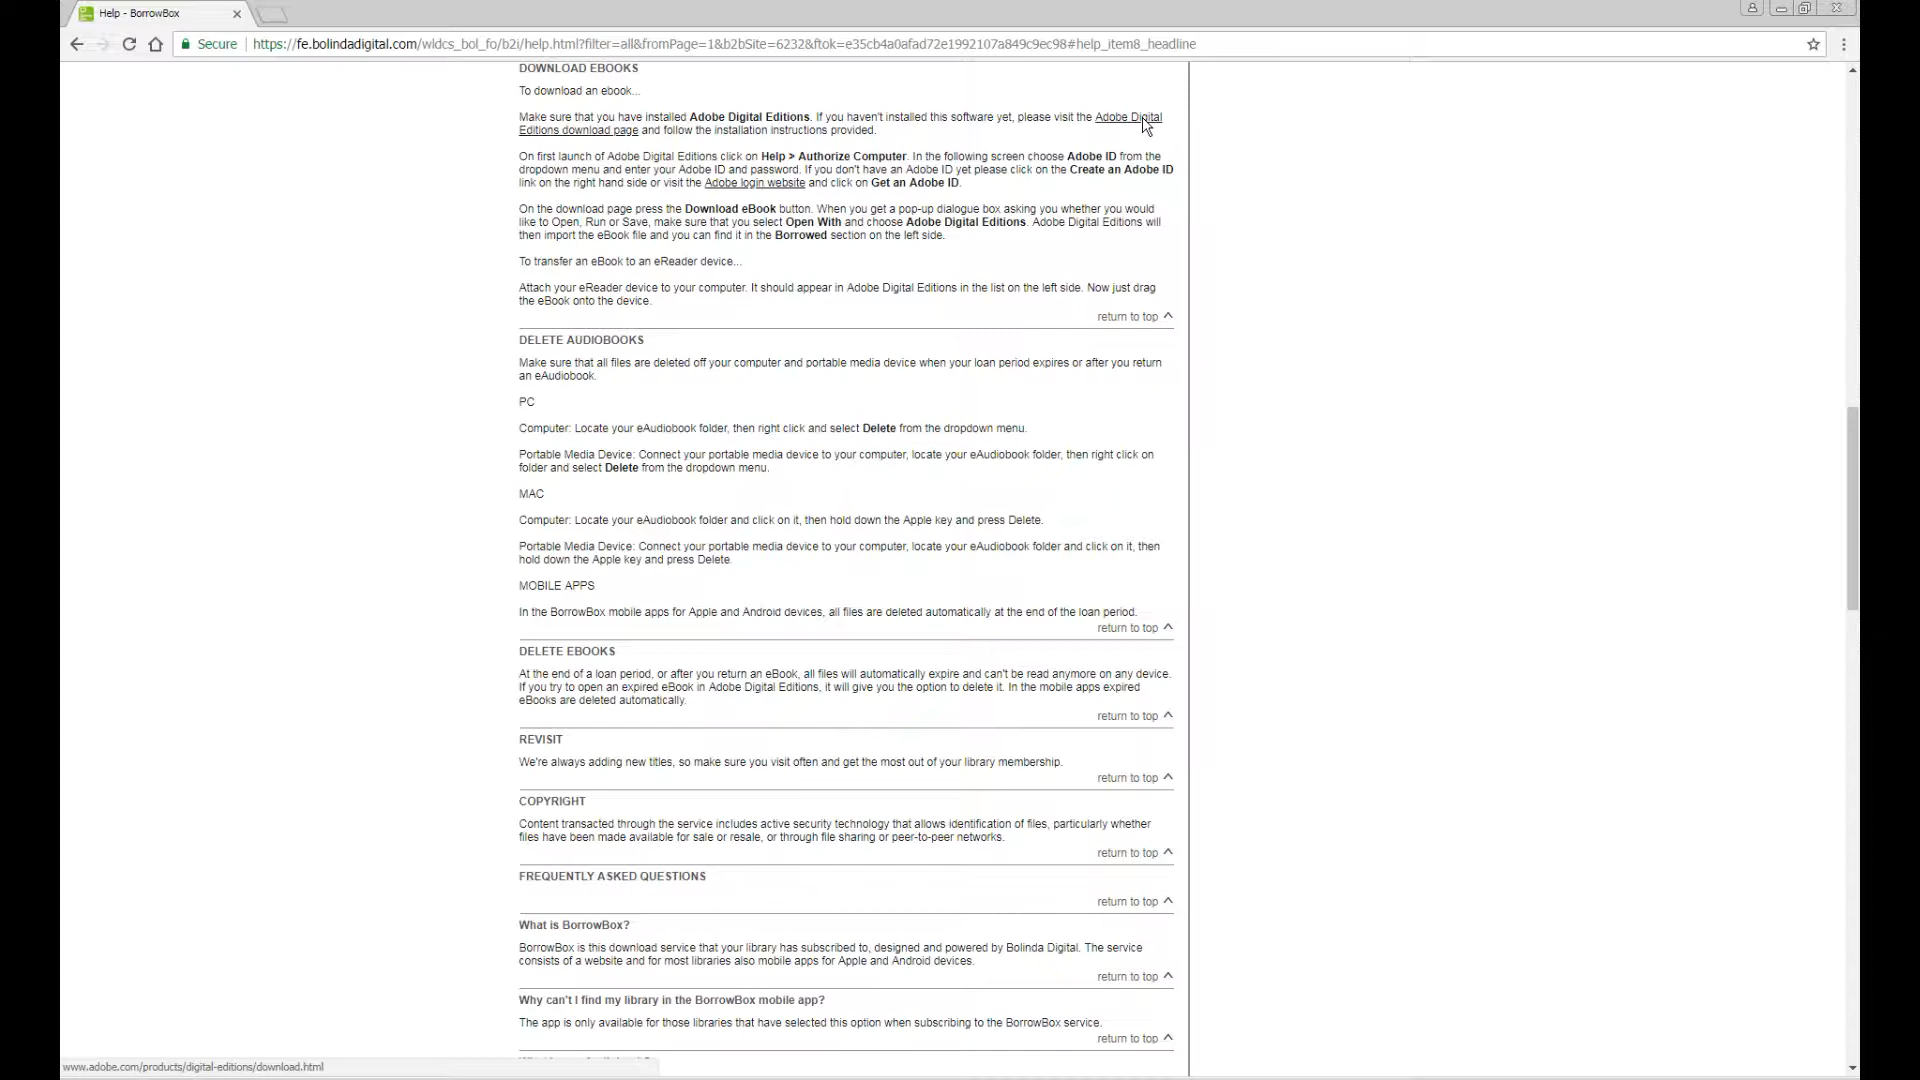 Help - BorrowBox
Secure
https://fe.bolindadigital.com/wldcs_bol_fo/b2i/help.html?filter=all&fromPage=1&b2bSite=6232&ftok=e35cb4a0afad72e1992107a849c9ec98#help_item8_headline
DOWNLOAD EBOOKS
To download an ebook...
Make sure that you have installed Adobe Digital Editions. If you haven't installed this software yet, please visit the Adobe Digital
Editions download page and follow the installation instructions provided.
On first launch of Adobe Digital Editions click on Help > Authorize Computer. In the following screen choose Adobe ID from the
dropdown menu and enter your Adobe ID and password. If you don't have an Adobe ID yet please click on the Create an Adobe ID
link on the right hand side or visit the Adobe login website and click on Get an Adobe ID.
On the download page press the Download eBook button. When you get a pop-up dialogue box asking you whether you would
like to Open, Run or Save, make sure that you select Open With and choose Adobe Digital Editions. Adobe Digital Editions will
then import the eBook file and you can find it in the Borrowed section on the left side.
To transfer an eBook to an eReader device...
Attach your eReader device to your computer. It should appear in Adobe Digital Editions in the list on the left side. Now just drag
the eBook onto the device.
return to top
DELETE AUDIOBOOKS
Make sure that all files are deleted off your computer and portable media device when your loan period expires or after you return
an eAudiobook.
PC
Computer: Locate your eAudiobook folder, then right click and select Delete from the dropdown menu.
Portable Media Device: Connect your portable media device to your computer, locate your eAudiobook folder, then right click on
folder and select Delete from the dropdown menu.
MAC
Computer: Locate your eAudiobook folder and click on it, then hold down the Apple key and press Delete.
Portable Media Device: Connect your portable media device to your computer, locate your eAudiobook folder and click on it, then
hold down the Apple key and press Delete.
MOBILE APPS
In the BorrowBox mobile apps for Apple and Android devices, all files are deleted automatically at the end of the loan period.
return to top
DELETE EBOOKS
At the end of a loan period, or after you return an eBook, all files will automatically expire and can't be read anymore on any device.
If you try to open an expired eBook in Adobe Digital Editions, it will give you the option to delete it. In the mobile apps expired
eBooks are deleted automatically.
return to top
REVISIT
We're always adding new titles, so make sure you visit often and get the most out of your library membership.
return to top
COPYRIGHT
Content transacted through the service includes active security technology that allows identification of files, particularly whether
files have been made available for sale or resale, or through file sharing or peer-to-peer networks.
return to top
FREQUENTLY ASKED QUESTIONS
return to top
What is BorrowBox?
BorrowBox is this download service that your library has subscribed to, designed and powered by Bolinda Digital. The service
consists of a website and for most libraries also mobile apps for Apple and Android devices.
return to top
Why can't I find my library in the BorrowBox mobile app?
The app is only available for those libraries that have selected this option when subscribing to the BorrowBox service.
return to top
www.adobe.com/products/digital-editions/download.html